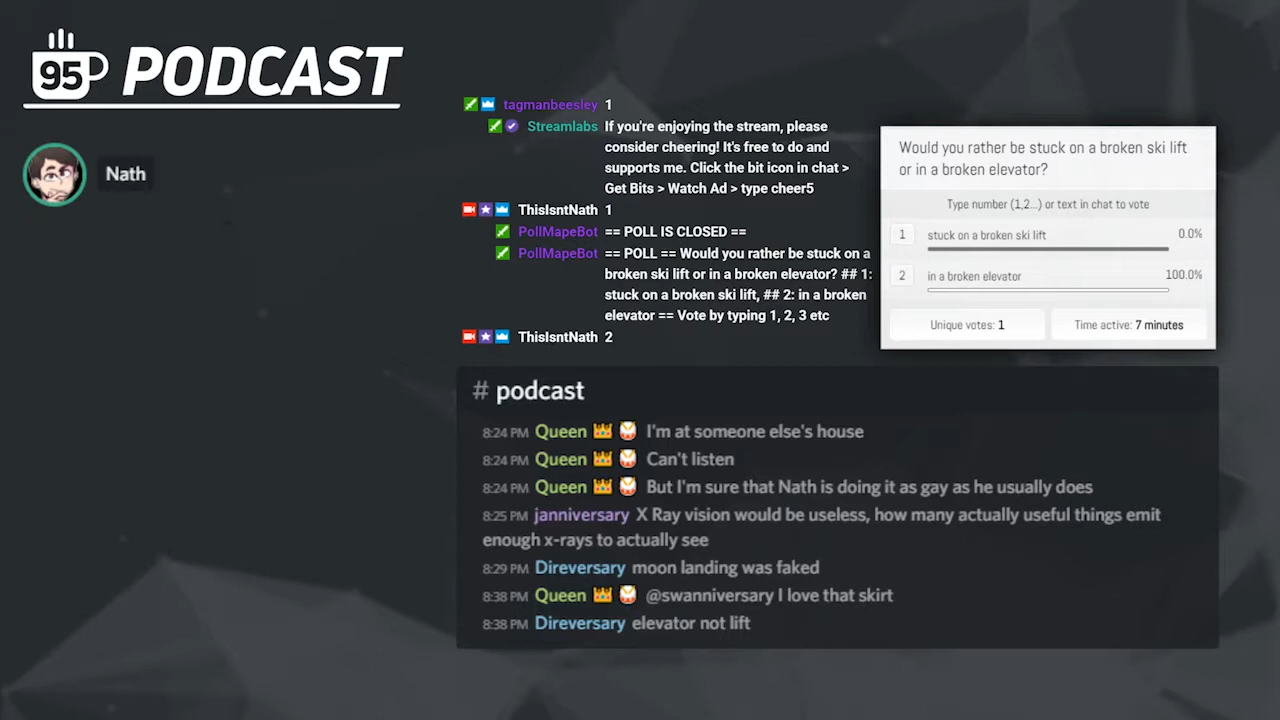 95 PODCAST
Nath
tagmanbeesley 1
Streamlabs If you're enjoying the stream, please
consider cheering! It's free to do and
supports me. Click the bit icon in chat >
Get Bits > Watch Ad > type cheer5
ThisIsntNath 1
PollMapeBot == POLL IS CLOSED ==
PollMapeBot == POLL == Would you rather be stuck on a
broken ski lift or in a broken elevator? ## 1:
stuck on a broken ski lift, ## 2: in a broken
elevator == Vote by typing 1, 2, 3 etc
ThisIsntNath 2
Would you rather be stuck on a broken ski lift
or in a broken elevator?
Type number (1,2...) or text in chat to vote
1 stuck on a broken ski lift 0.0%
2 in a broken elevator 100.0%
Unique votes: 1 Time active: 7 minutes
# podcast
8:24 PM Queen I'm at someone else's house
8:24 PM Queen Can't listen
8:24 PM Queen But I'm sure that Nath is doing it as gay as he usually does
8:25 PM janniversary X Ray vision would be useless, how many actually useful things emit
enough x-rays to actually see
8:29 PM Direversary moon landing was faked
8:38 PM Queen @swanniversary I love that skirt
8:38 PM Direversary elevator not lift